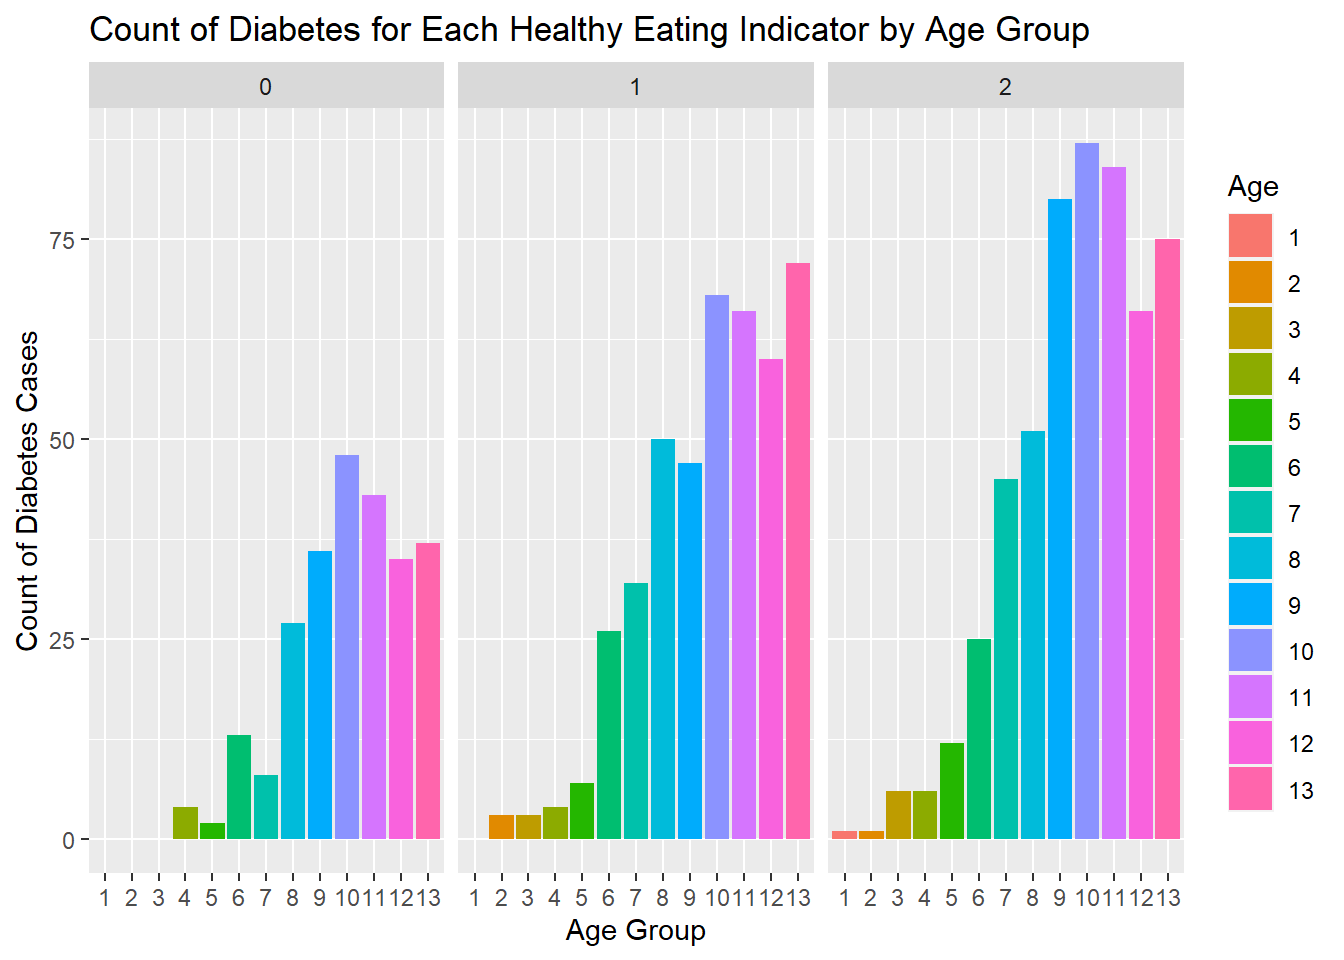 Count of Diabetes for Each Healthy Eating Indicator by Age Group
0 1 2
Count of Diabetes Cases
75
50
25
0
1 2 3 4 5 6 7 8 9 10 11 12 13 1 2 3 4 5 6 7 8 9 10 11 12 13 1 2 3 4 5 6 7 8 9 10 11 12 13
Age Group
Age
1
2
3
4
5
6
7
8
9
10
11
12
13